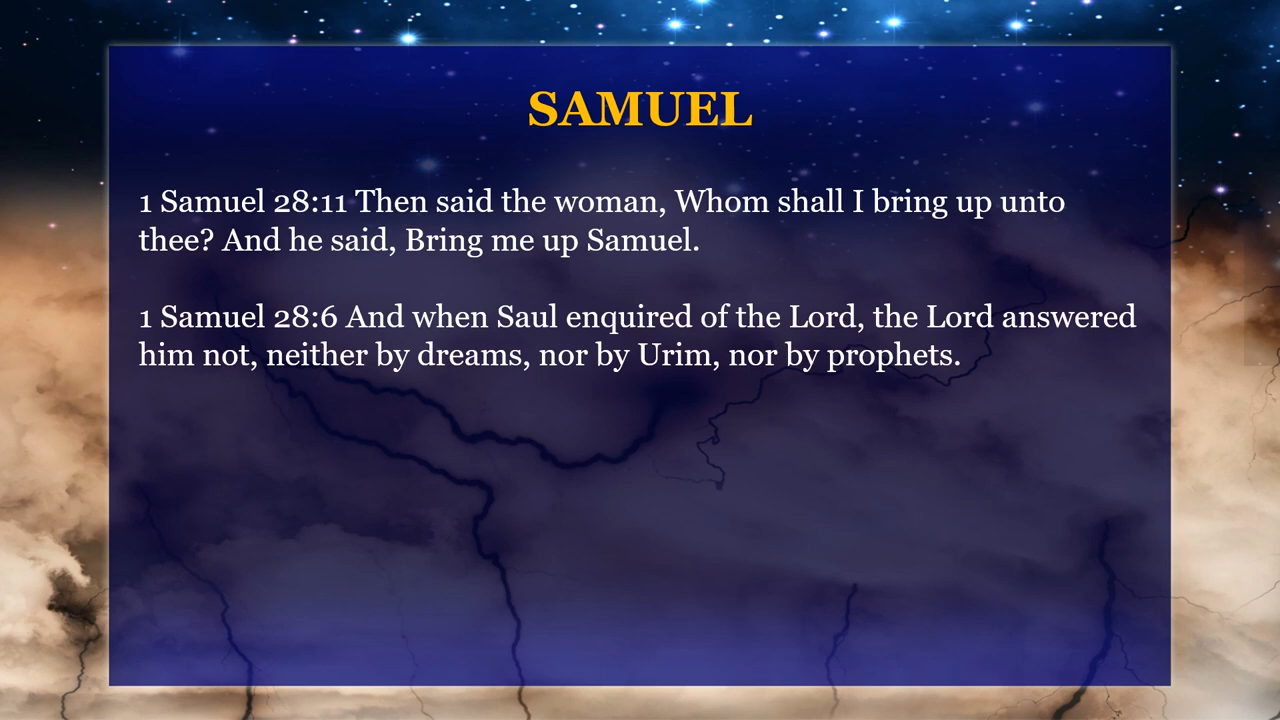 SAMUEL
1 Samuel 28:11 Then said the woman, Whom shall I bring up unto
thee? And he said, Bring me up Samuel.
1 Samuel 28:6 And when Saul enquired of the Lord, the Lord answered
him not, neither by dreams, nor by Urim, nor by prophets.